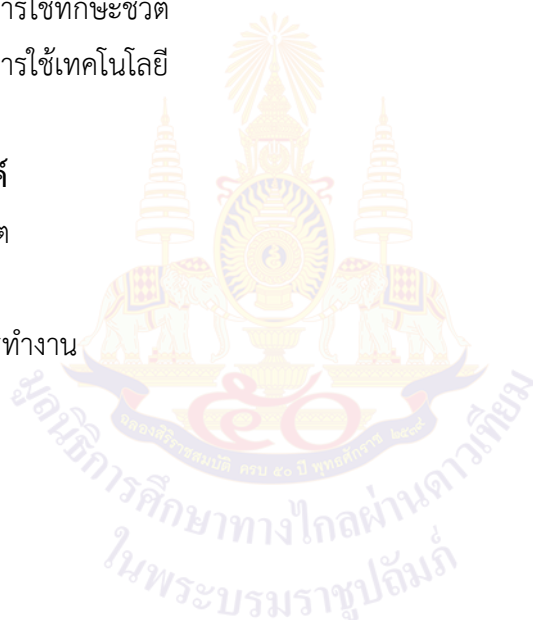 ารใช้ทักษะชีวิต
ารใช้เทคโนโลยี
ค์
ต
รทำงาน
๕๐
ฉลองสิริราชสมบัติ ครบ ๕๐ ปี พุทธศักราช ๒๕๓๙
มูลนิธิการศึกษาทางไกลผ่านดาวเทียม
ในพระบรมราชูปถัมภ์